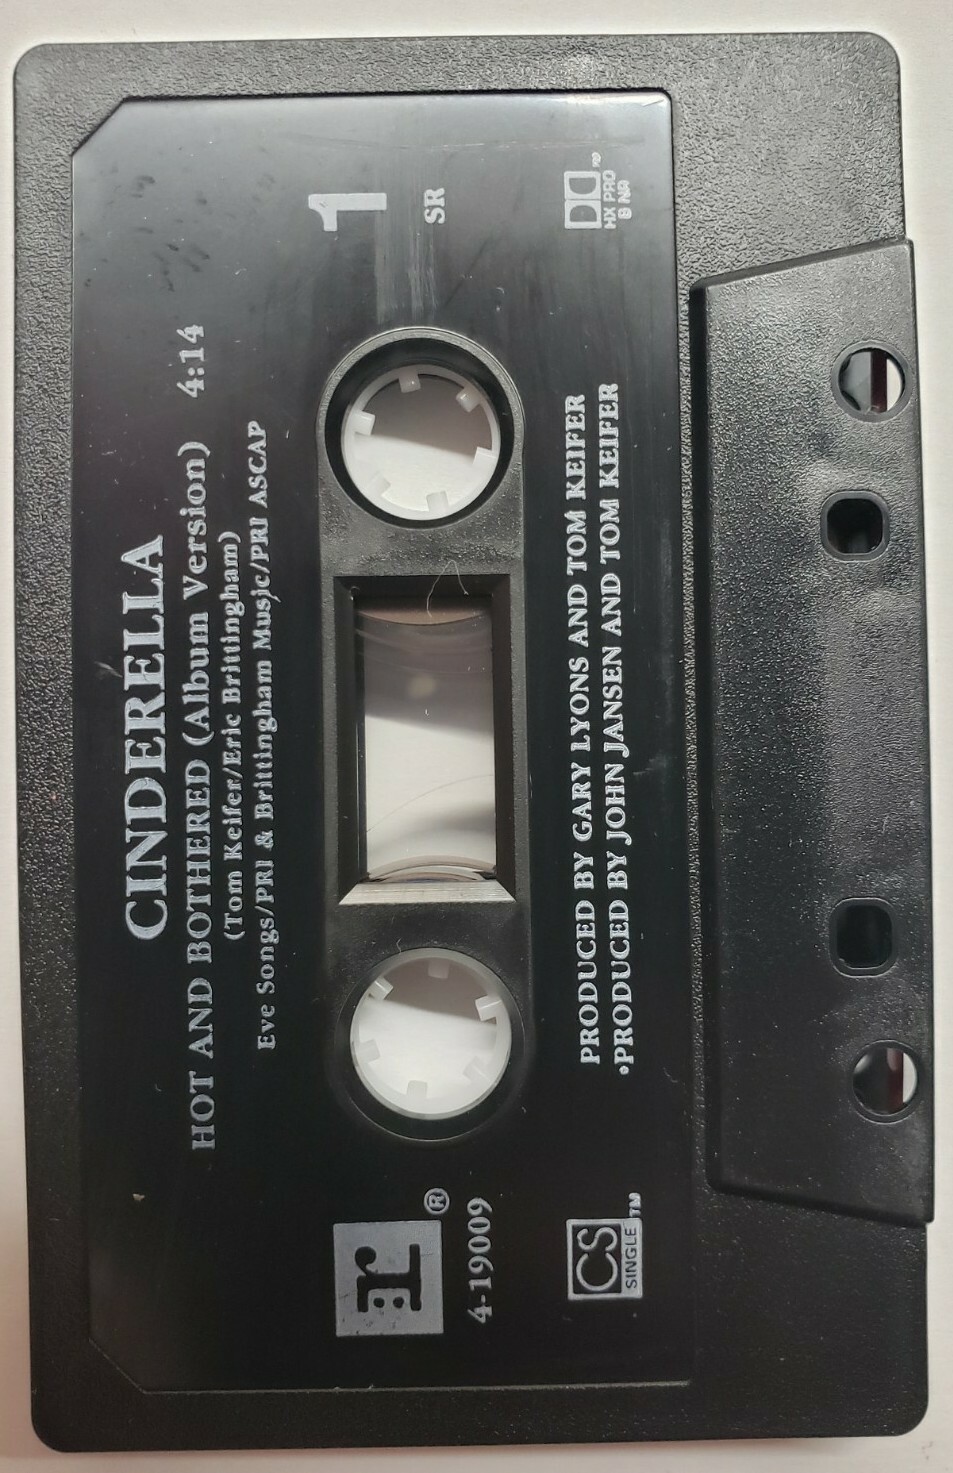 CINDERELLA
HOT AND BOTHERED (Album Version) 4:14
(Tom Keifer/Eric Brittingham)
Eve Songs/PRI & Brittingham Music/PRI ASCAP
r®
4-19009
1
SR
PRODUCED BY GARY LYONS AND TOM KEIFER
•PRODUCED BY JOHN JANSEN AND TOM KEIFER
CS
SINGLE™
HX PRO
B NR